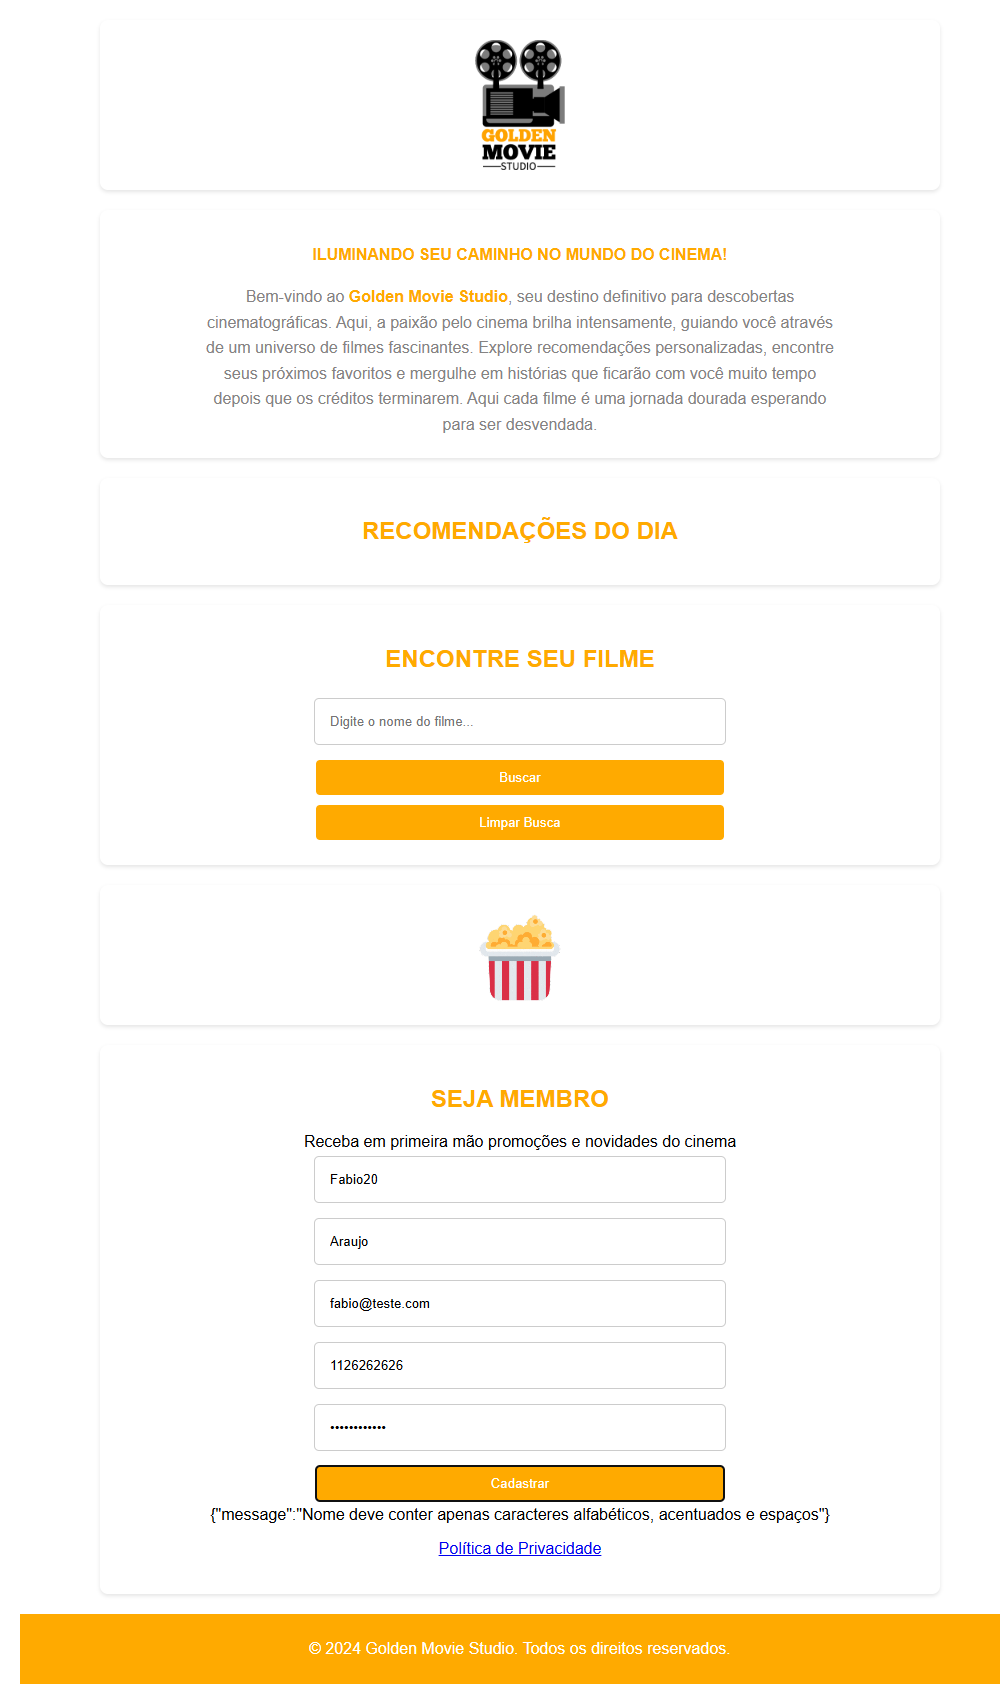 GOLDEN
MOVIE
STUDIO
ILUMINANDO SEU CAMINHO NO MUNDO DO CINEMA!
Bem-vindo ao Golden Movie Studio, seu destino definitivo para descobertas
cinematográficas. Aqui, a paixão pelo cinema brilha intensamente, guiando você através
de um universo de filmes fascinantes. Explore recomendações personalizadas, encontre
seus próximos favoritos e mergulhe em histórias que ficarão com você muito tempo
depois que os créditos terminarem. Aqui cada filme é uma jornada dourada esperando
para ser desvendada.
RECOMENDAÇÕES DO DIA
ENCONTRE SEU FILME
Digite o nome do filme...
Buscar
Limpar Busca
SEJA MEMBRO
Receba em primeira mão promoções e novidades do cinema
Fabio20
Araujo
fabio@teste.com
1126262626
••••••••••••
Cadastrar
{"message":"Nome deve conter apenas caracteres alfabéticos, acentuados e espaços"}
Política de Privacidade
© 2024 Golden Movie Studio. Todos os direitos reservados.